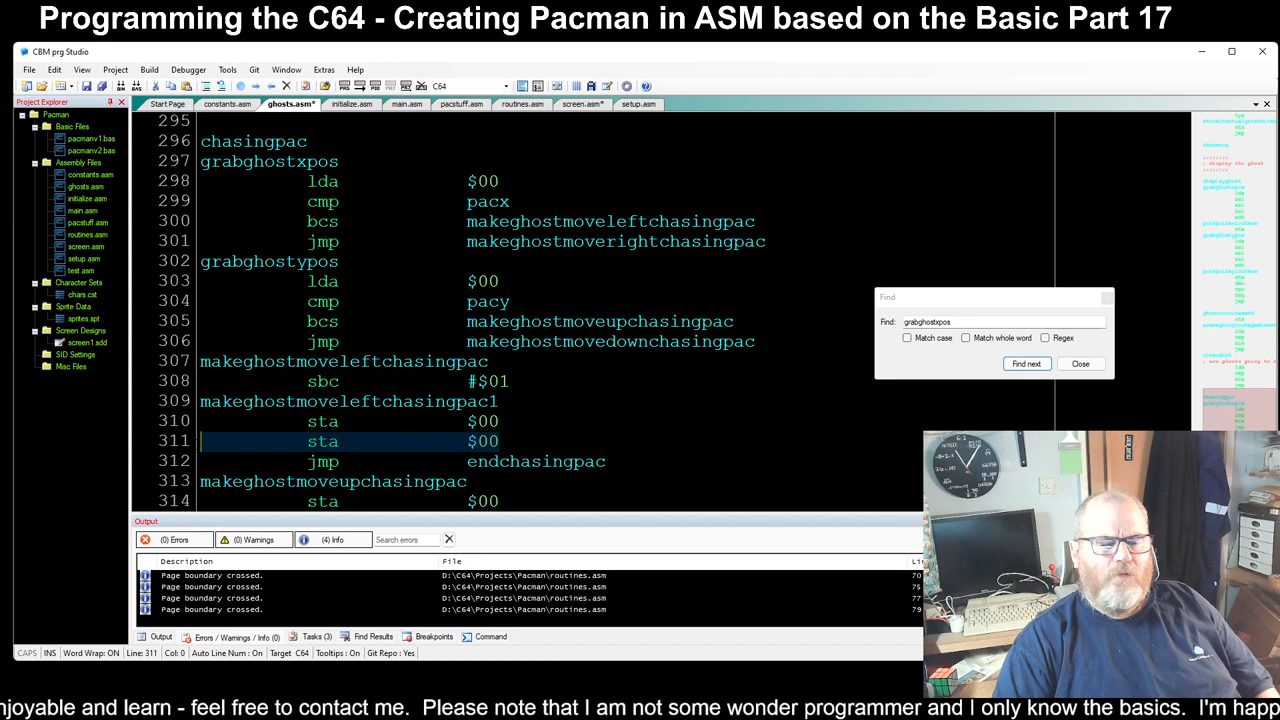 Programming the C64 - Creating Pacman in ASM based on the Basic Part 17
CBM prg Studio
File Edit View Project Build Debugger Tools Git Window Extras Help
C64
Project Explorer
Start Page constants.asm ghosts.asm* initialize.asm main.asm pacstuff.asm routines.asm screen.asm* setup.asm
Pacman
Basic Files
pacmanv1.bas
pacmanv2.bas
Assembly Files
constants.asm
ghosts.asm
initialize.asm
main.asm
pacstuff.asm
routines.asm
screen.asm
setup.asm
test.asm
Character Sets
chars.cst
Sprite Data
sprites.spt
Screen Designs
screen1.sdd
SID Settings
Misc Files
295
296 chasingpac
297 grabghostxpos
298 lda $00
299 cmp pacx
300 bcs makeghostmoveleftchasingpac
301 jmp makeghostmoverightchasingpac
302 grabghostypos
303 lda $00
304 cmp pacy
305 bcs makeghostmoveupchasingpac
306 jmp makeghostmovedownchasingpac
307 makeghostmoveleftchasingpac
308 sbc #$01
309 makeghostmoveleftchasingpac1
310 sta $00
311 sta $00
312 jmp endchasingpac
313 makeghostmoveupchasingpac
314 sta $00
Find
Find: grabghostxpos
Match case Match whole word Regex
Find next Close
Output
(0) Errors (0) Warnings (4) Info Search errors
Description File
Page boundary crossed. D:\C64\Projects\Pacman\routines.asm 70
Page boundary crossed. D:\C64\Projects\Pacman\routines.asm 75
Page boundary crossed. D:\C64\Projects\Pacman\routines.asm 77
Page boundary crossed. D:\C64\Projects\Pacman\routines.asm 79
Output Errors / Warnings / Info (0) Tasks (3) Find Results Breakpoints Command
CAPS INS Word Wrap: ON Line: 311 Col: 0 Auto Line Num : On Target C64 Tooltips : On Git Repo : Yes
njoyable and learn - feel free to contact me. Please note that I am not some wonder programmer and I only know the basics. I'm happ